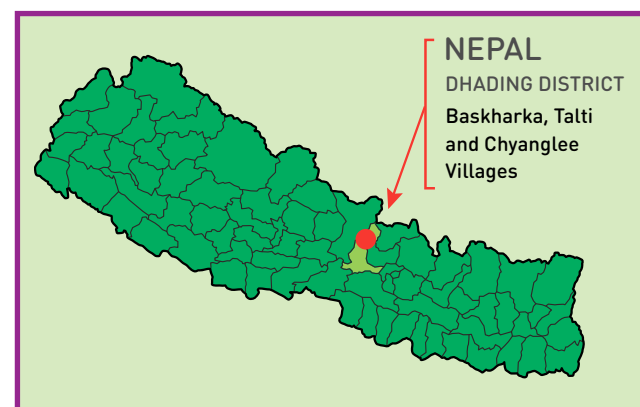 NEPAL
DHADING DISTRICT
Baskharka, Talti
and Chyanglee
Villages